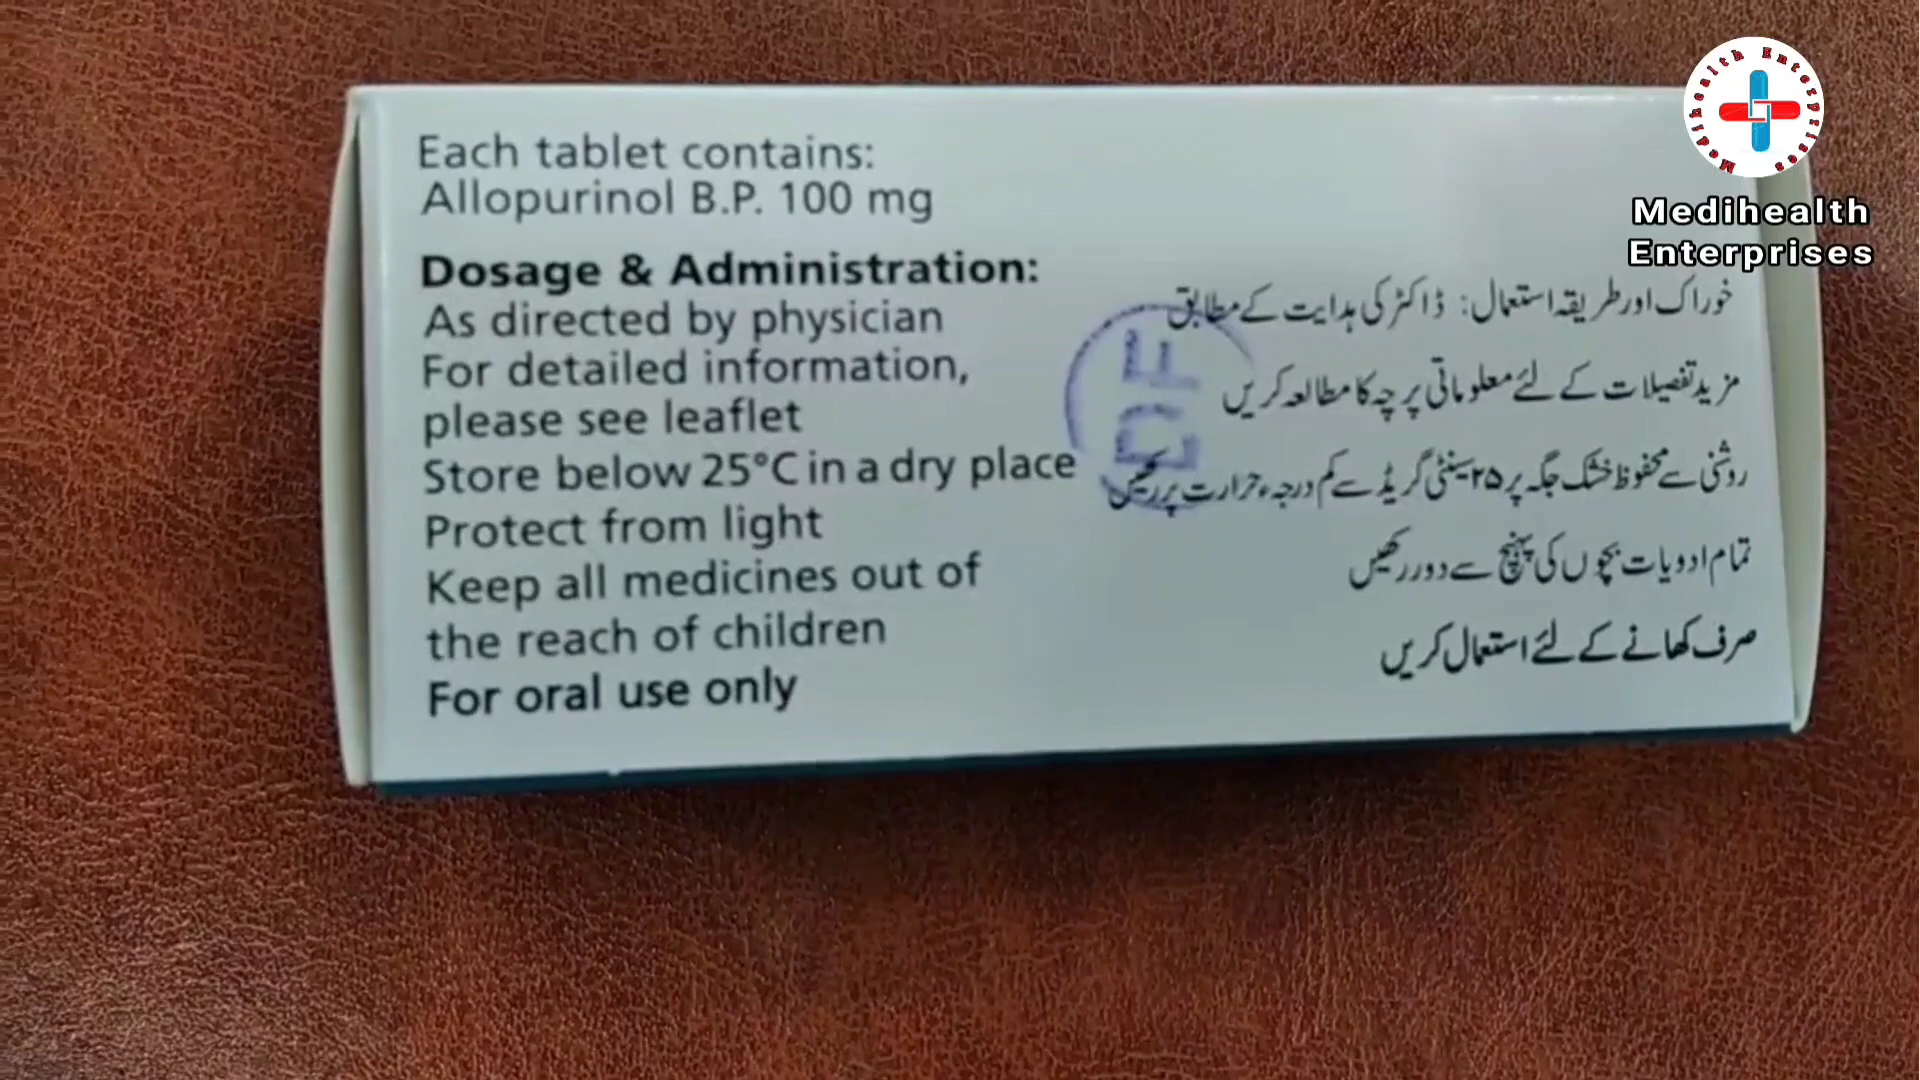 Medihealth Enterprises
Medihealth
Enterprises
Each tablet contains:
Allopurinol B.P. 100 mg
Dosage & Administration:
As directed by physician
For detailed information,
please see leaflet
Store below 25°C in a dry place
Protect from light
Keep all medicines out of
the reach of children
For oral use only
خوراک اور طریقہ استعمال: ڈاکٹر کی ہدایت کے مطابق
مزید تفصیلات کے لئے معلوماتی پرچہ کا مطالعہ کریں
روشنی سے محفوظ خشک جگہ پر ۲۵ سینٹی گریڈ سے کم درجہء حرارت پر رکھیں
تمام ادویات بچوں کی پہنچ سے دور رکھیں
صرف کھانے کے لئے استعمال کریں